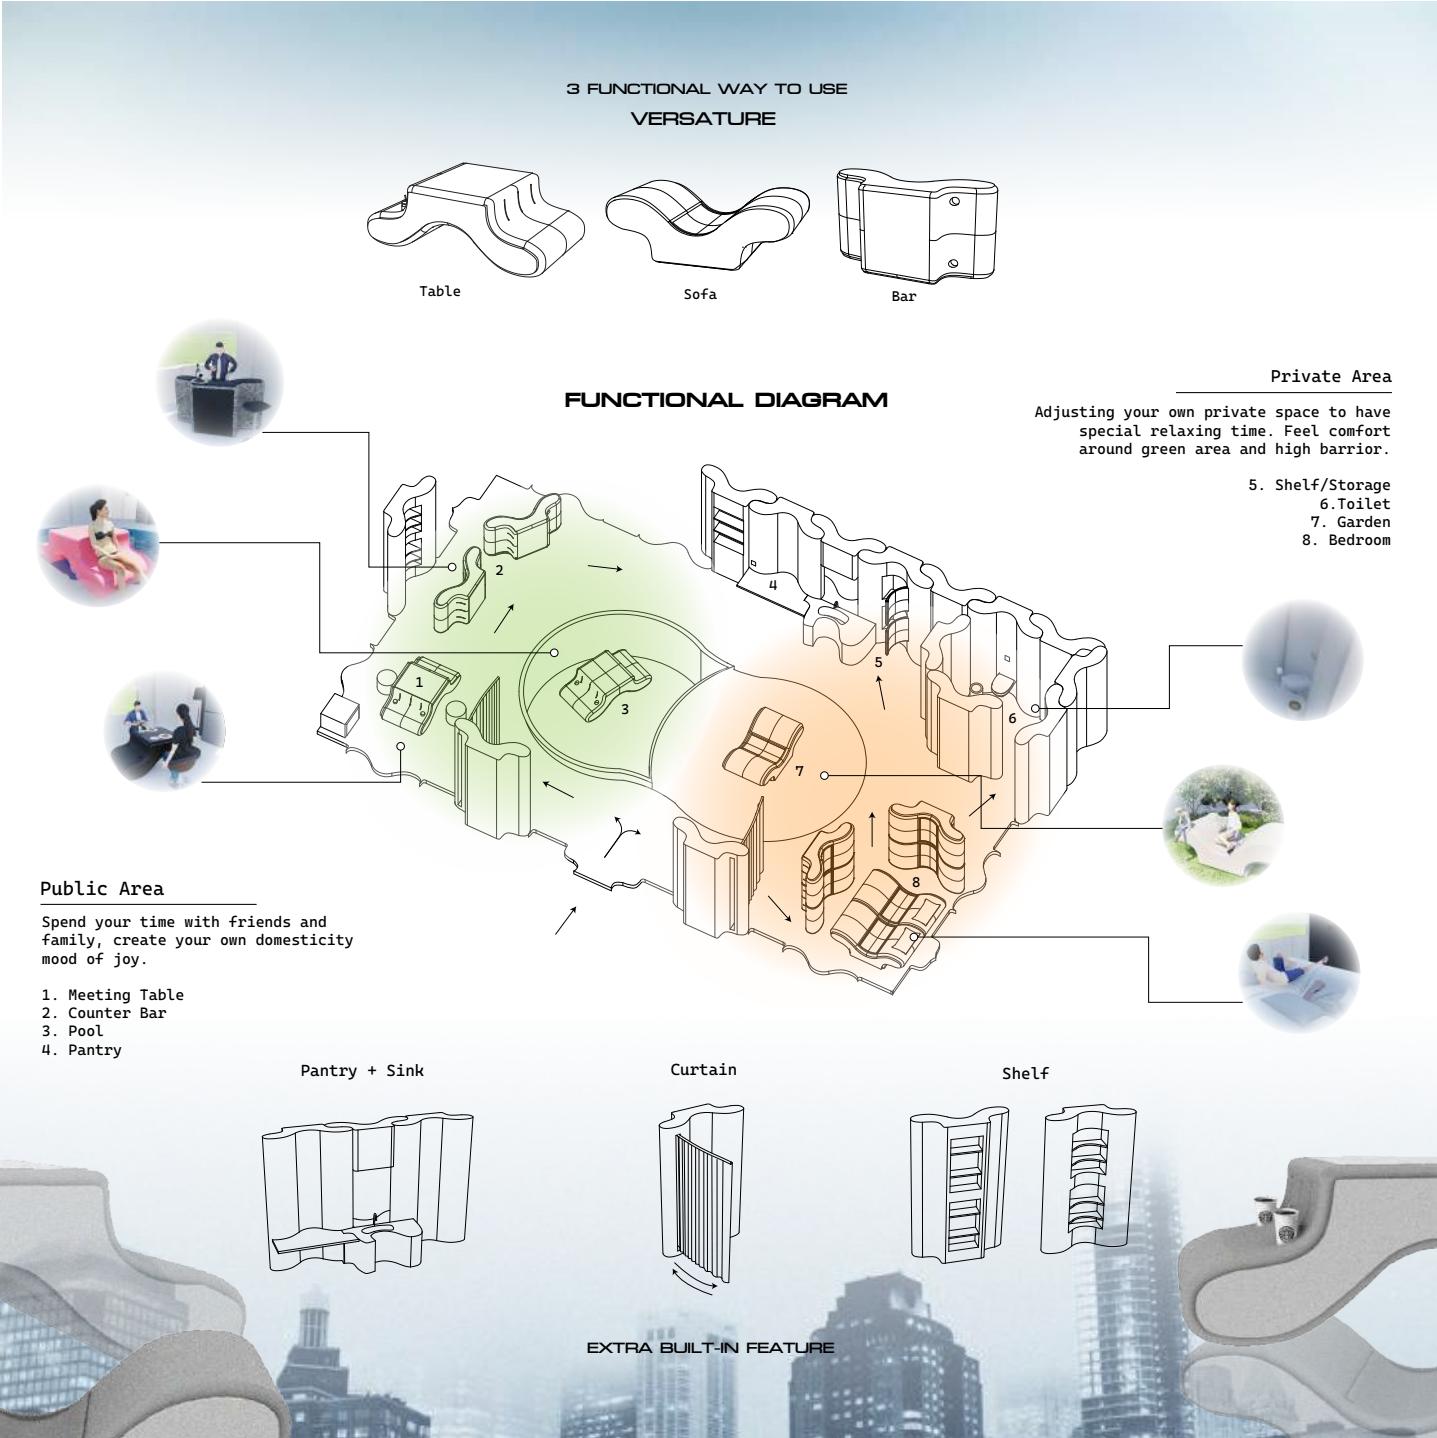 3 FUNCTIONAL WAY TO USE
VERSATURE
Table
Sofa
Bar
FUNCTIONAL DIAGRAM
Private Area
Adjusting your own private space to have
special relaxing time. Feel comfort
around green area and high barrior.
5. Shelf/Storage
6.Toilet
7. Garden
8. Bedroom
2
4
1
3
5
6
7
8
Public Area
Spend your time with friends and
family, create your own domesticity
mood of joy.
1. Meeting Table
2. Counter Bar
3. Pool
4. Pantry
Pantry + Sink
Curtain
Shelf
EXTRA BUILT-IN FEATURE